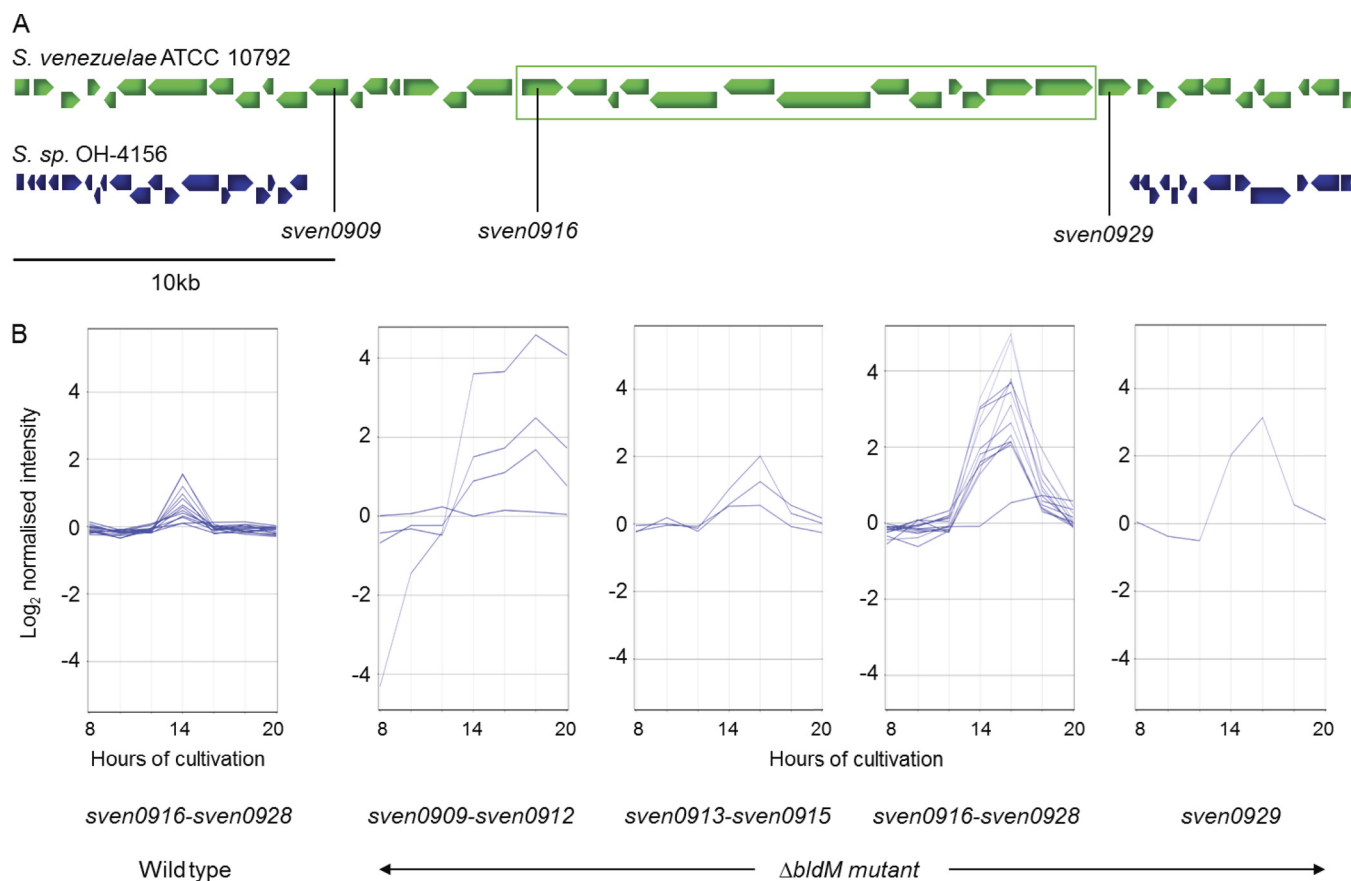 A
S. venezuelae ATCC 10792
S. sp. OH-4156
sven0909
sven0916
sven0929
10kb
B
Log2 normalised intensity
4
2
0
-2
-4
8 14 20
4
2
0
-2
-4
8 14 20
4
2
0
-2
-4
8 14 20
4
2
0
-2
-4
8 14 20
4
2
0
-2
-4
8 14 20
Hours of cultivation
Hours of cultivation
sven0916-sven0928
sven0909-sven0912
sven0913-sven0915
sven0916-sven0928
sven0929
Wild type
ΔbldM mutant